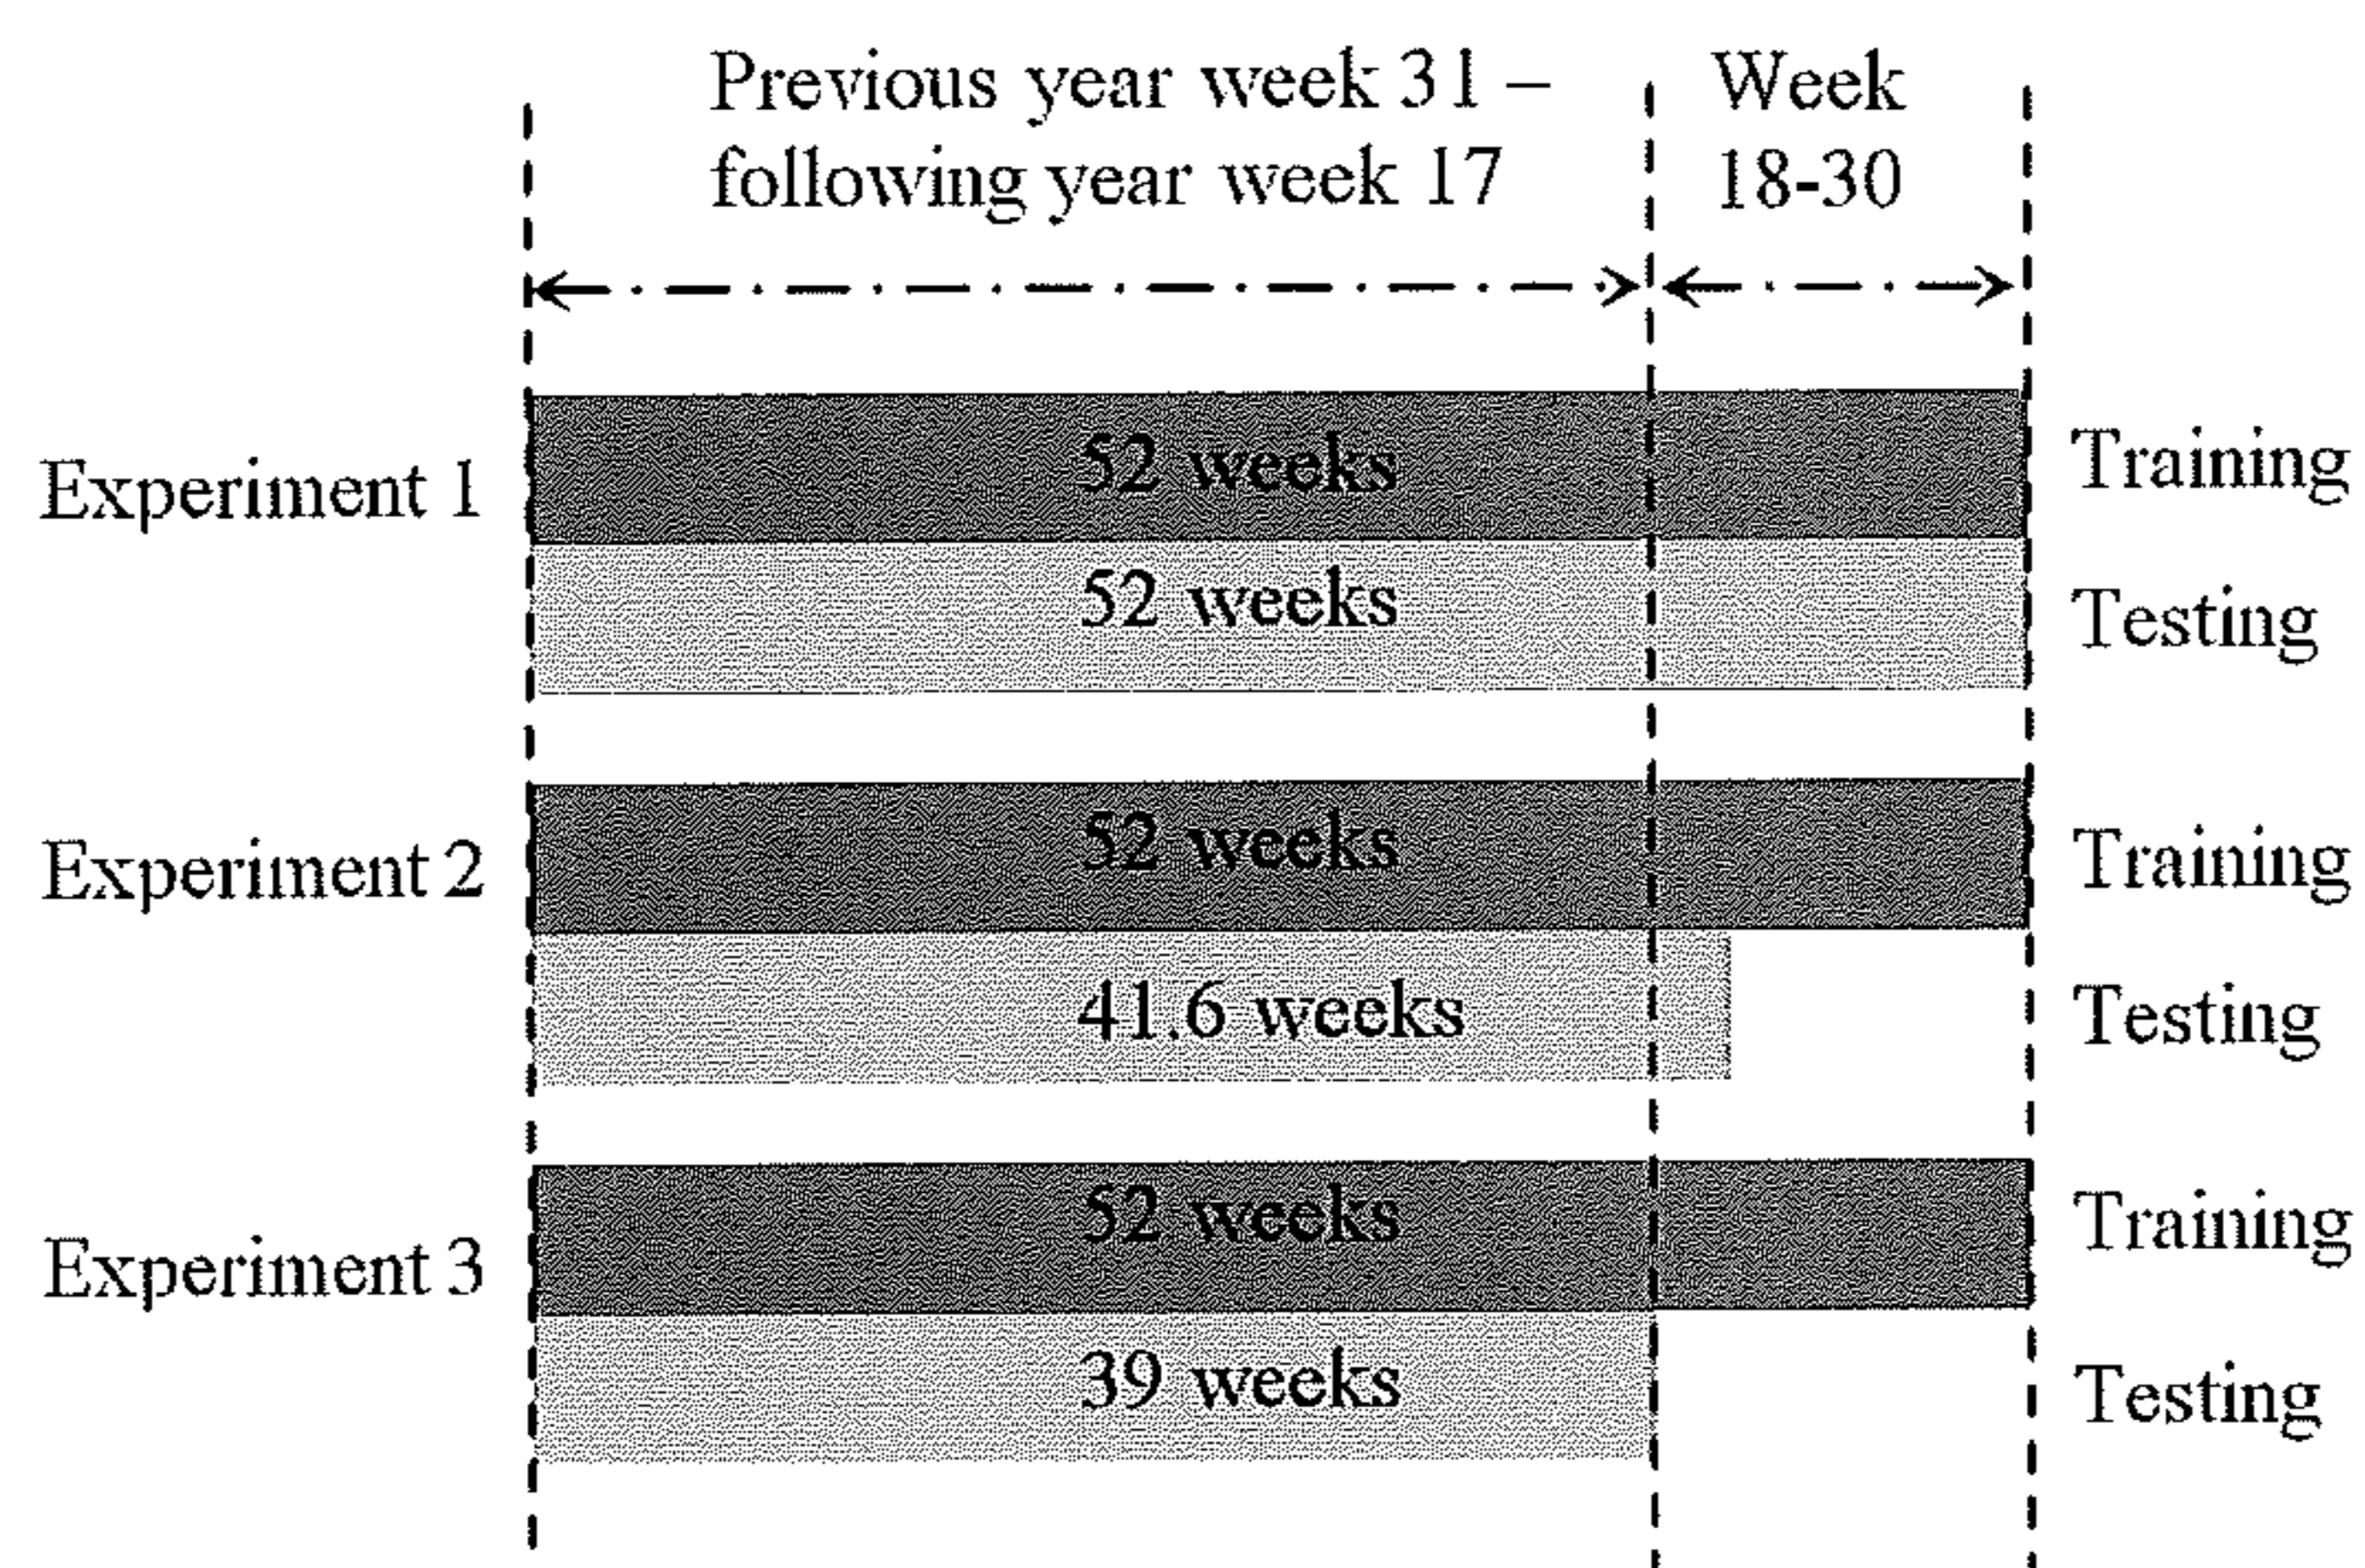 Previous year week 31 –
following year week 17
Week
18-30
Experiment 1
52 weeks
Training
52 weeks
Testing
Experiment 2
52 weeks
Training
41.6 weeks
Testing
Experiment 3
52 weeks
Training
39 weeks
Testing